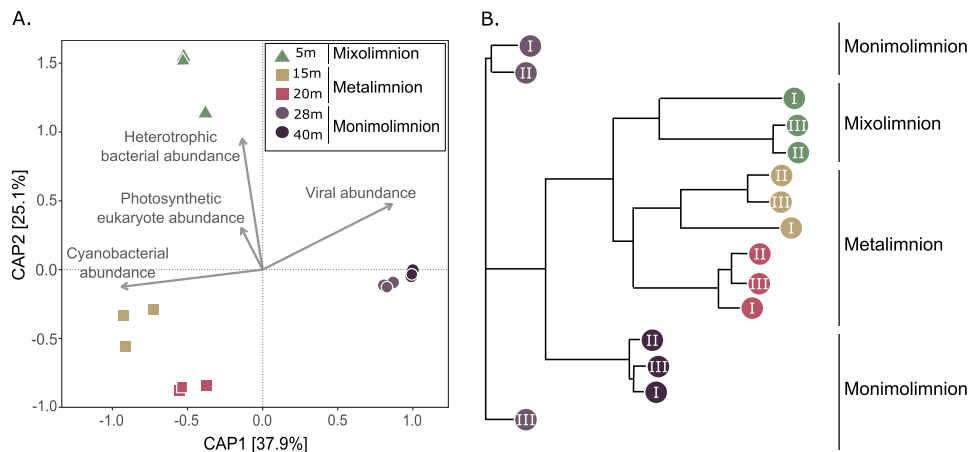 A.
1.5
1.0
0.5
0.0
-0.5
-1.0
CAP2 [25.1%]
-1.0
-0.5
0.0
0.5
1.0
CAP1 [37.9%]
5m
Mixolimnion
15m
20m
Metalimnion
28m
40m
Monimolimnion
Heterotrophic
bacterial abundance
Photosynthetic
eukaryote abundance
Cyanobacterial
abundance
Viral abundance
B.
I
II
Monimolimnion
I
III
II
Mixolimnion
II
III
I
II
III
I
Metalimnion
II
III
I
III
Monimolimnion